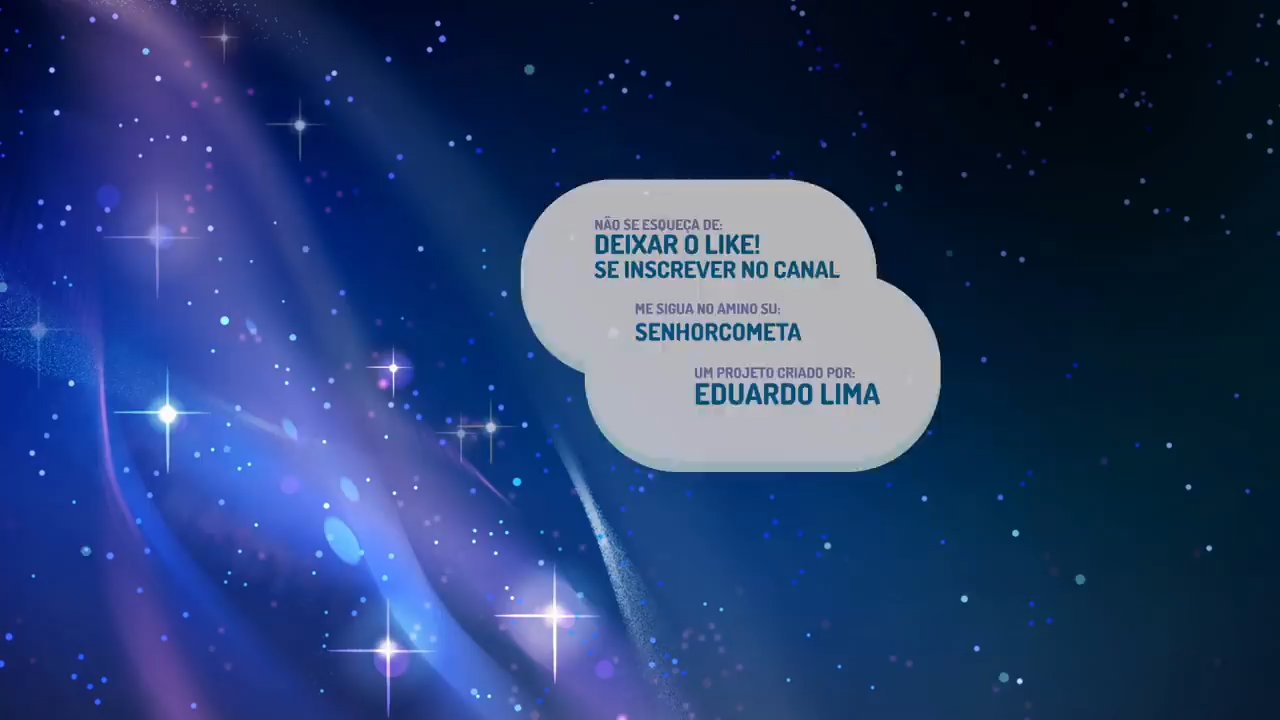 NÃO SE ESQUEÇA DE:
DEIXAR O LIKE!
SE INSCREVER NO CANAL
ME SIGUA NO AMINO SU:
SENHORCOMETA
UM PROJETO CRIADO POR:
EDUARDO LIMA